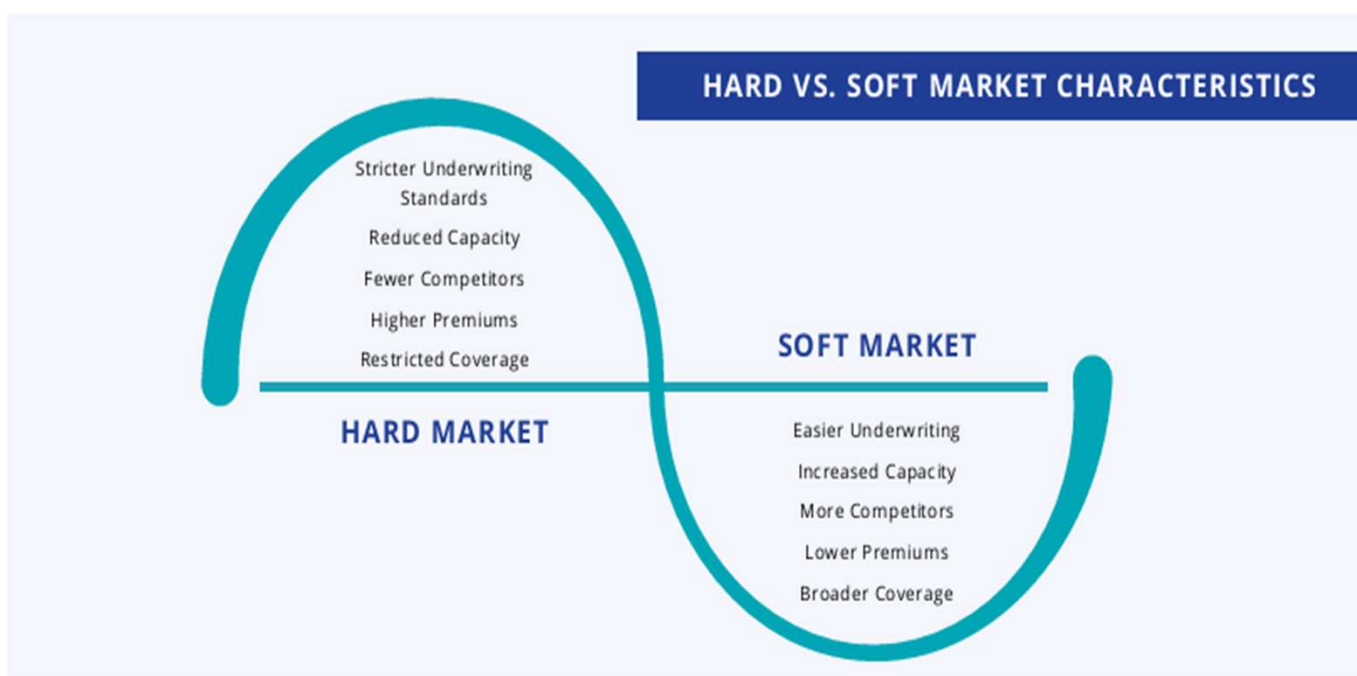 HARD VS. SOFT MARKET CHARACTERISTICS
Stricter Underwriting
Standards
Reduced Capacity
Fewer Competitors
Higher Premiums
Restricted Coverage
HARD MARKET
SOFT MARKET
Easier Underwriting
Increased Capacity
More Competitors
Lower Premiums
Broader Coverage